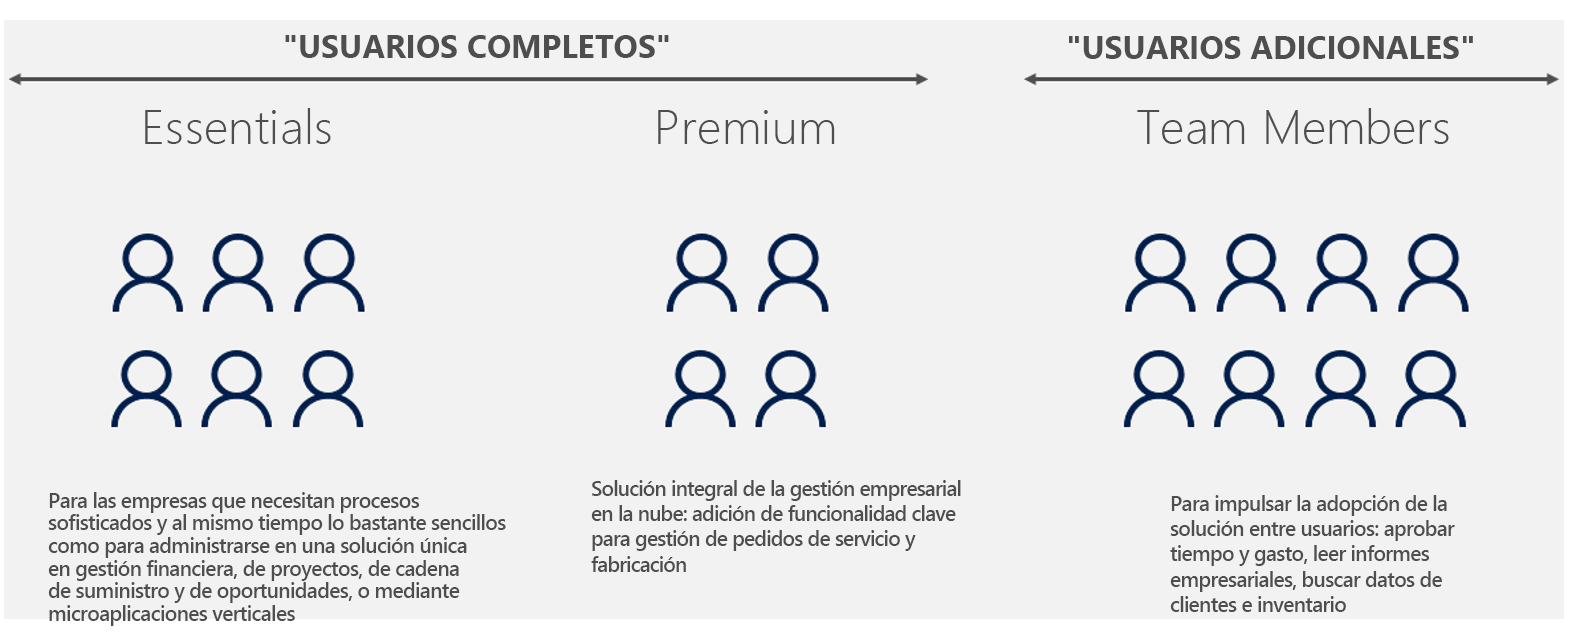 "USUARIOS COMPLETOS"
"USUARIOS ADICIONALES"
Essentials
Premium
Team Members
Para las empresas que necesitan procesos
sofisticados y al mismo tiempo lo bastante sencillos
como para administrarse en una solución única
en gestión financiera, de proyectos, de cadena
de suministro y de oportunidades, o mediante
microaplicaciones verticales
Solución integral de la gestión empresarial
en la nube: adición de funcionalidad clave
para gestión de pedidos de servicio y
fabricación
Para impulsar la adopción de la
solución entre usuarios: aprobar
tiempo y gasto, leer informes
empresariales, buscar datos de
clientes e inventario